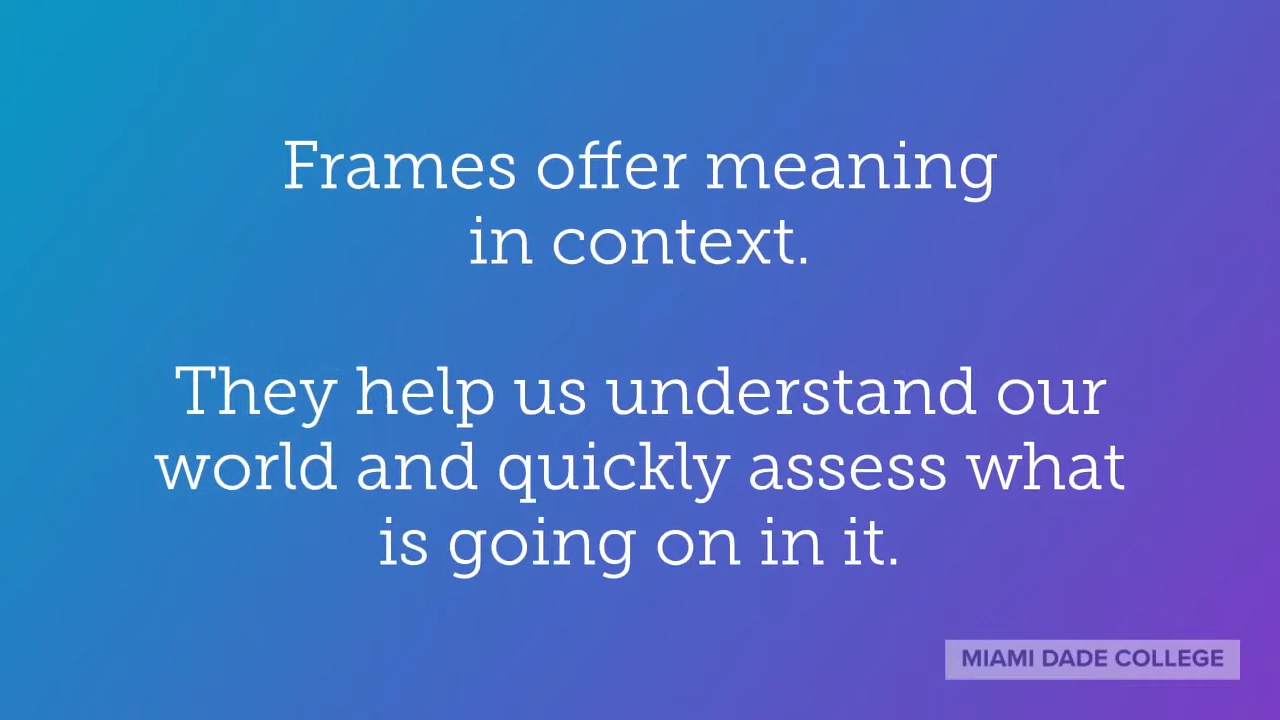 Frames offer meaning
in context.
They help us understand our
world and quickly assess what
is going on in it.
MIAMI DADE COLLEGE